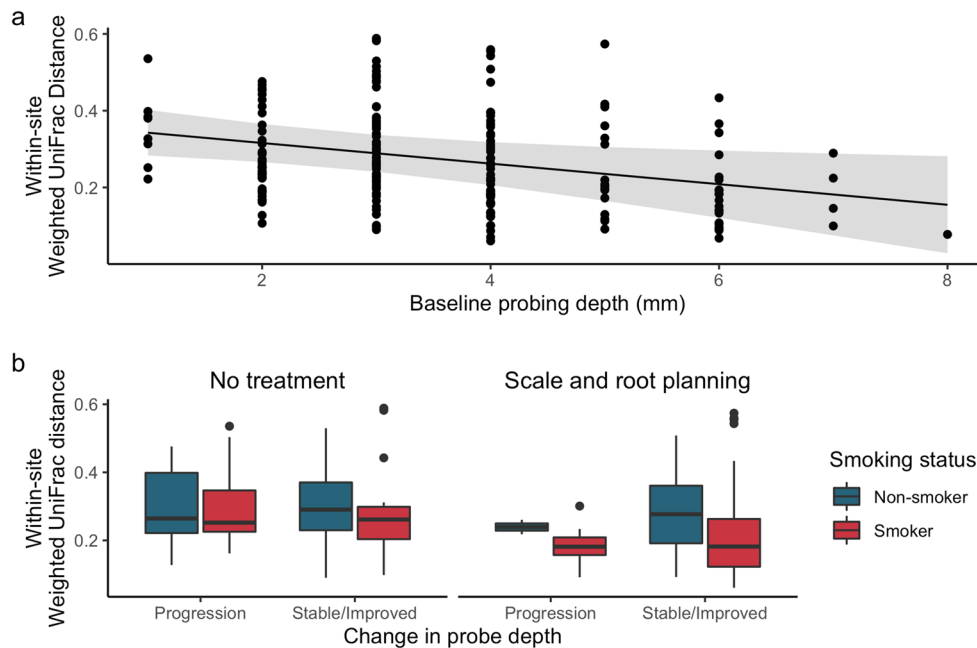 a
Within-site
Weighted UniFrac Distance
0.6
0.4
0.2
2
4
6
8
Baseline probing depth (mm)
b
No treatment
Scale and root planning
Within-site
Weighted UniFrac distance
0.6
0.4
0.2
Progression
Stable/Improved
Progression
Stable/Improved
Change in probe depth
Smoking status
Non-smoker
Smoker